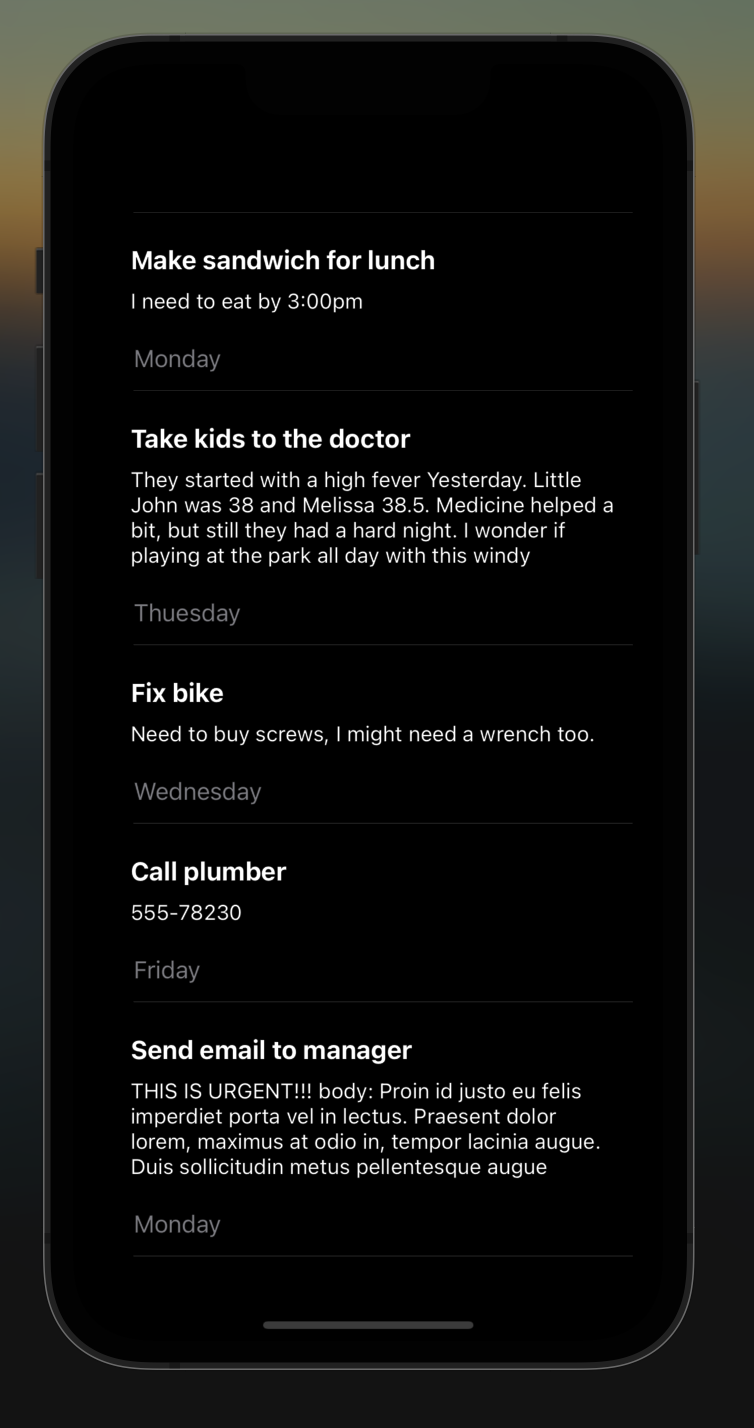 Make sandwich for lunch
I need to eat by 3:00pm
Monday
Take kids to the doctor
They started with a high fever Yesterday. Little
John was 38 and Melissa 38.5. Medicine helped a
bit, but still they had a hard night. I wonder if
playing at the park all day with this windy
Thuesday
Fix bike
Need to buy screws, I might need a wrench too.
Wednesday
Call plumber
555-78230
Friday
Send email to manager
THIS IS URGENT!!! body: Proin id justo eu felis
imperdiet porta vel in lectus. Praesent dolor
lorem, maximus at odio in, tempor lacinia augue.
Duis sollicitudin metus pellentesque augue
Monday